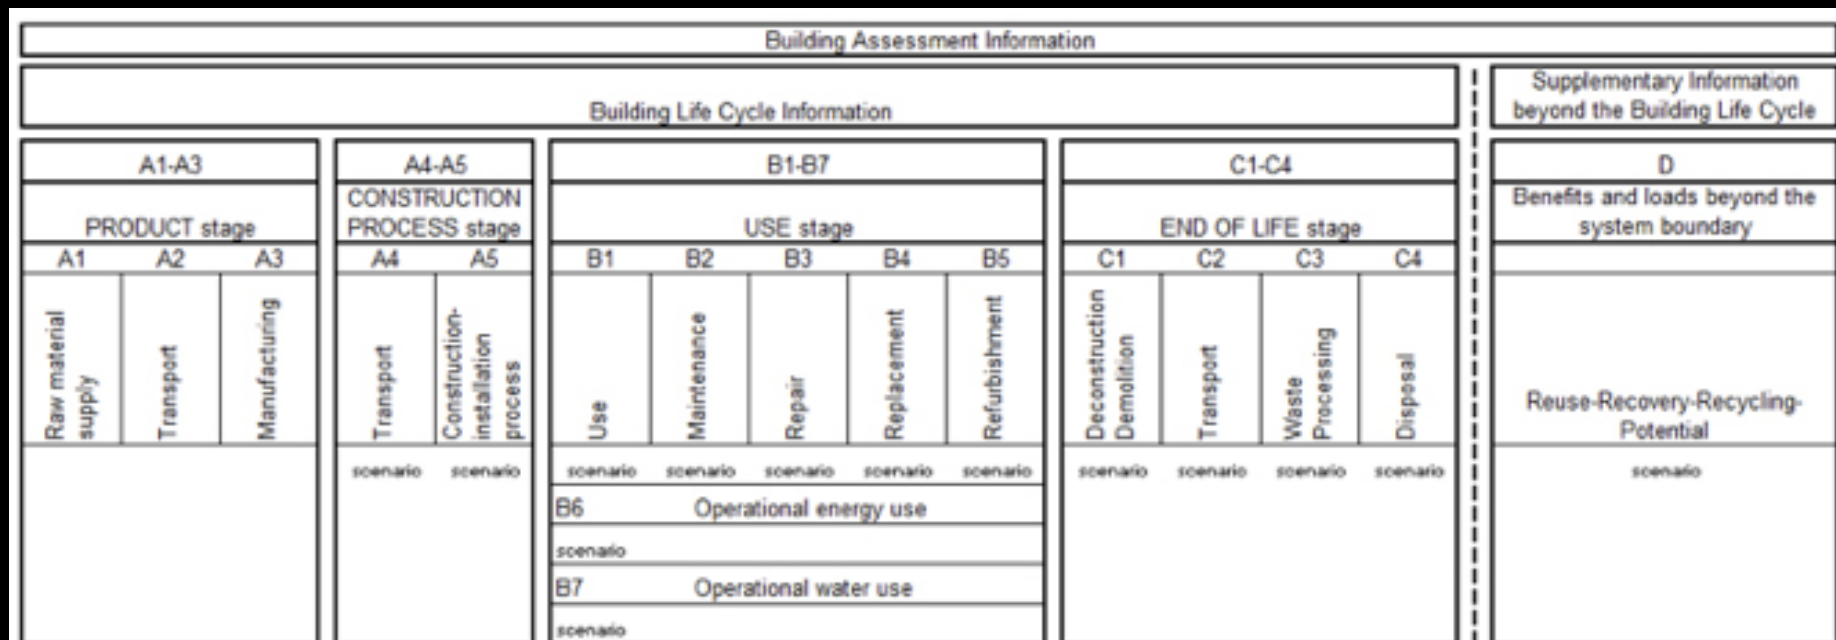 Building Assessment Information
Building Life Cycle Information
Supplementary Information
beyond the Building Life Cycle
A1-A3
A4-A5
B1-B7
C1-C4
D
PRODUCT stage
CONSTRUCTION
PROCESS stage
USE stage
END OF LIFE stage
Benefits and loads beyond the
system boundary
A1 A2 A3 A4 A5 B1 B2 B3 B4 B5 C1 C2 C3 C4
Raw material
supply
Transport
Manufacturing
Transport
Construction-
installation
process
Use
Maintenance
Repair
Replacement
Refurbishment
Deconstruction
Demolition
Transport
Waste
Processing
Disposal
Reuse-Recovery-Recycling-
Potential
scenario scenario scenario scenario scenario scenario scenario scenario scenario scenario scenario scenario
B6 Operational energy use
scenario
B7 Operational water use
scenario